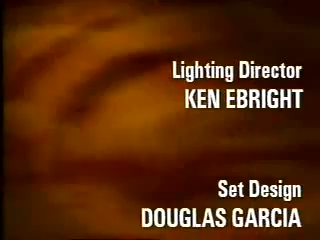 Lighting Director
KEN EBRIGHT
Set Design
DOUGLAS GARCIA